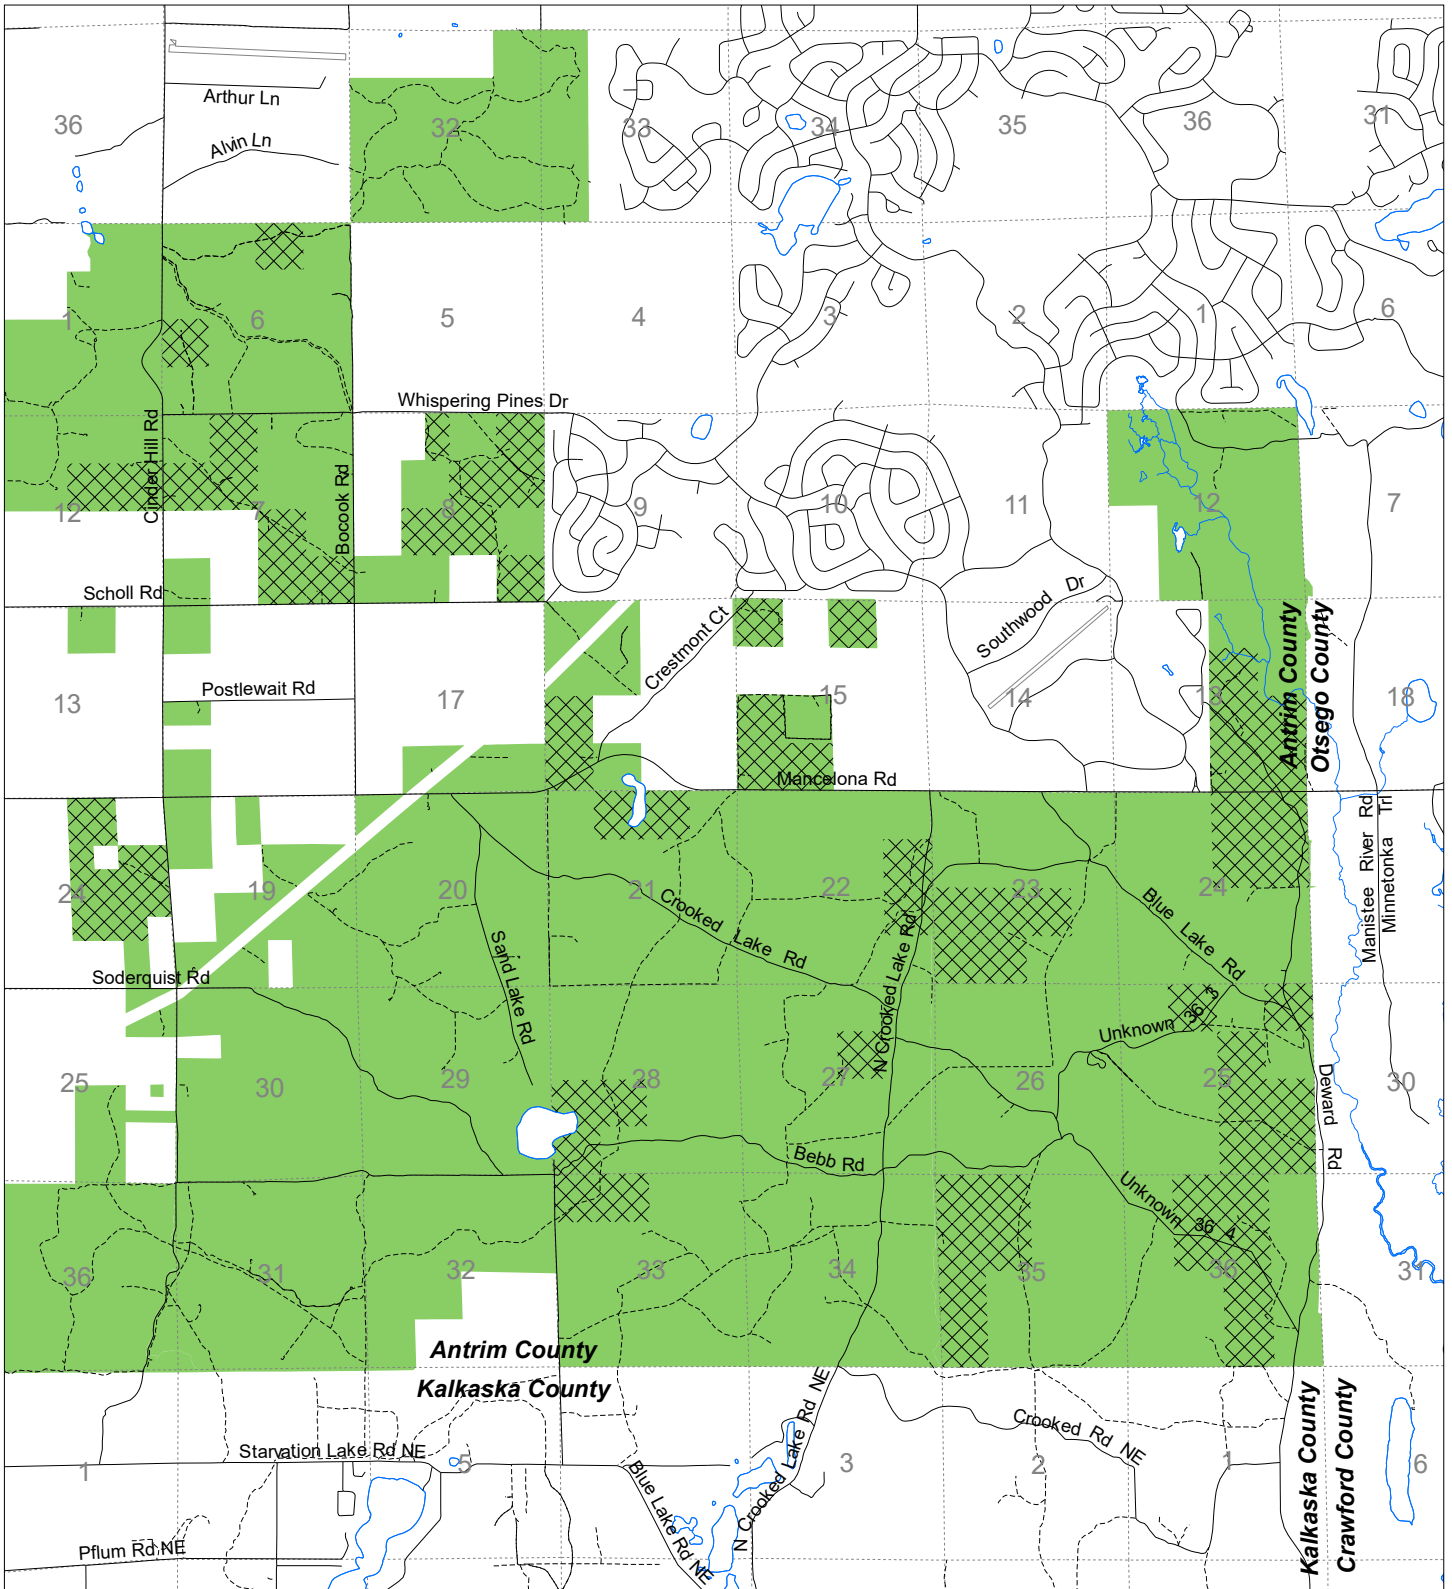 Arthur Ln
36
Alvin Ln
32
33
34
35
36
31
1
6
5
4
3
2
1
6
Whispering Pines Dr
Cinder Hill Rd
Bocook Rd
12
7
8
9
10
11
12
7
Scholl Rd
Crestmont Ct
Southwood Dr
Antrim County
Otsego County
Postlewait Rd
13
17
15
14
13
18
Mancelona Rd
Manistee River Rd
Minnetonka Trl
24
19
20
21
22
23
24
Crooked Lake Rd
Blue Lake Rd
Sand Lake Rd
N Crooked Lake Rd
Soderquist Rd
Unknown 36 3
25
30
29
28
27
26
25
30
Deward Rd
Bebb Rd
Unknown 36 4
36
31
32
33
34
35
36
31
Antrim County
Kalkaska County
N Crooked Lake Rd NE
Crooked Rd NE
Kalkaska County
Crawford County
Starvation Lake Rd NE
1
5
3
2
1
6
Blue Lake Rd NE
Pflum Rd NE